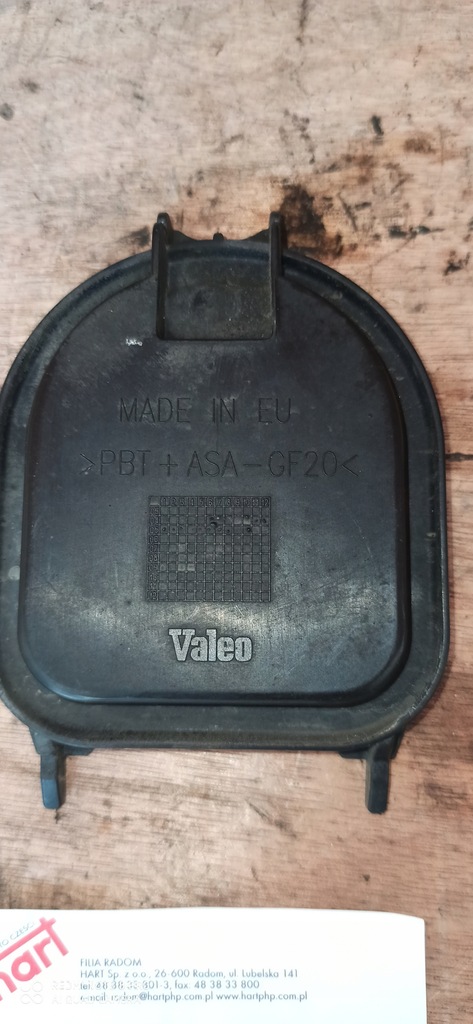 MADE IN EU
>PBT + ASA-GF20<
Valeo
hart
FILIA RADOM
HART Sp. z o.o., 26 600 Radom, ul. Lubelska 141
tel. 48 38 33 801-3, fax: 48 38 33 800
e-mail: radom@hartphp.com.pl www.hartphp.com.pl